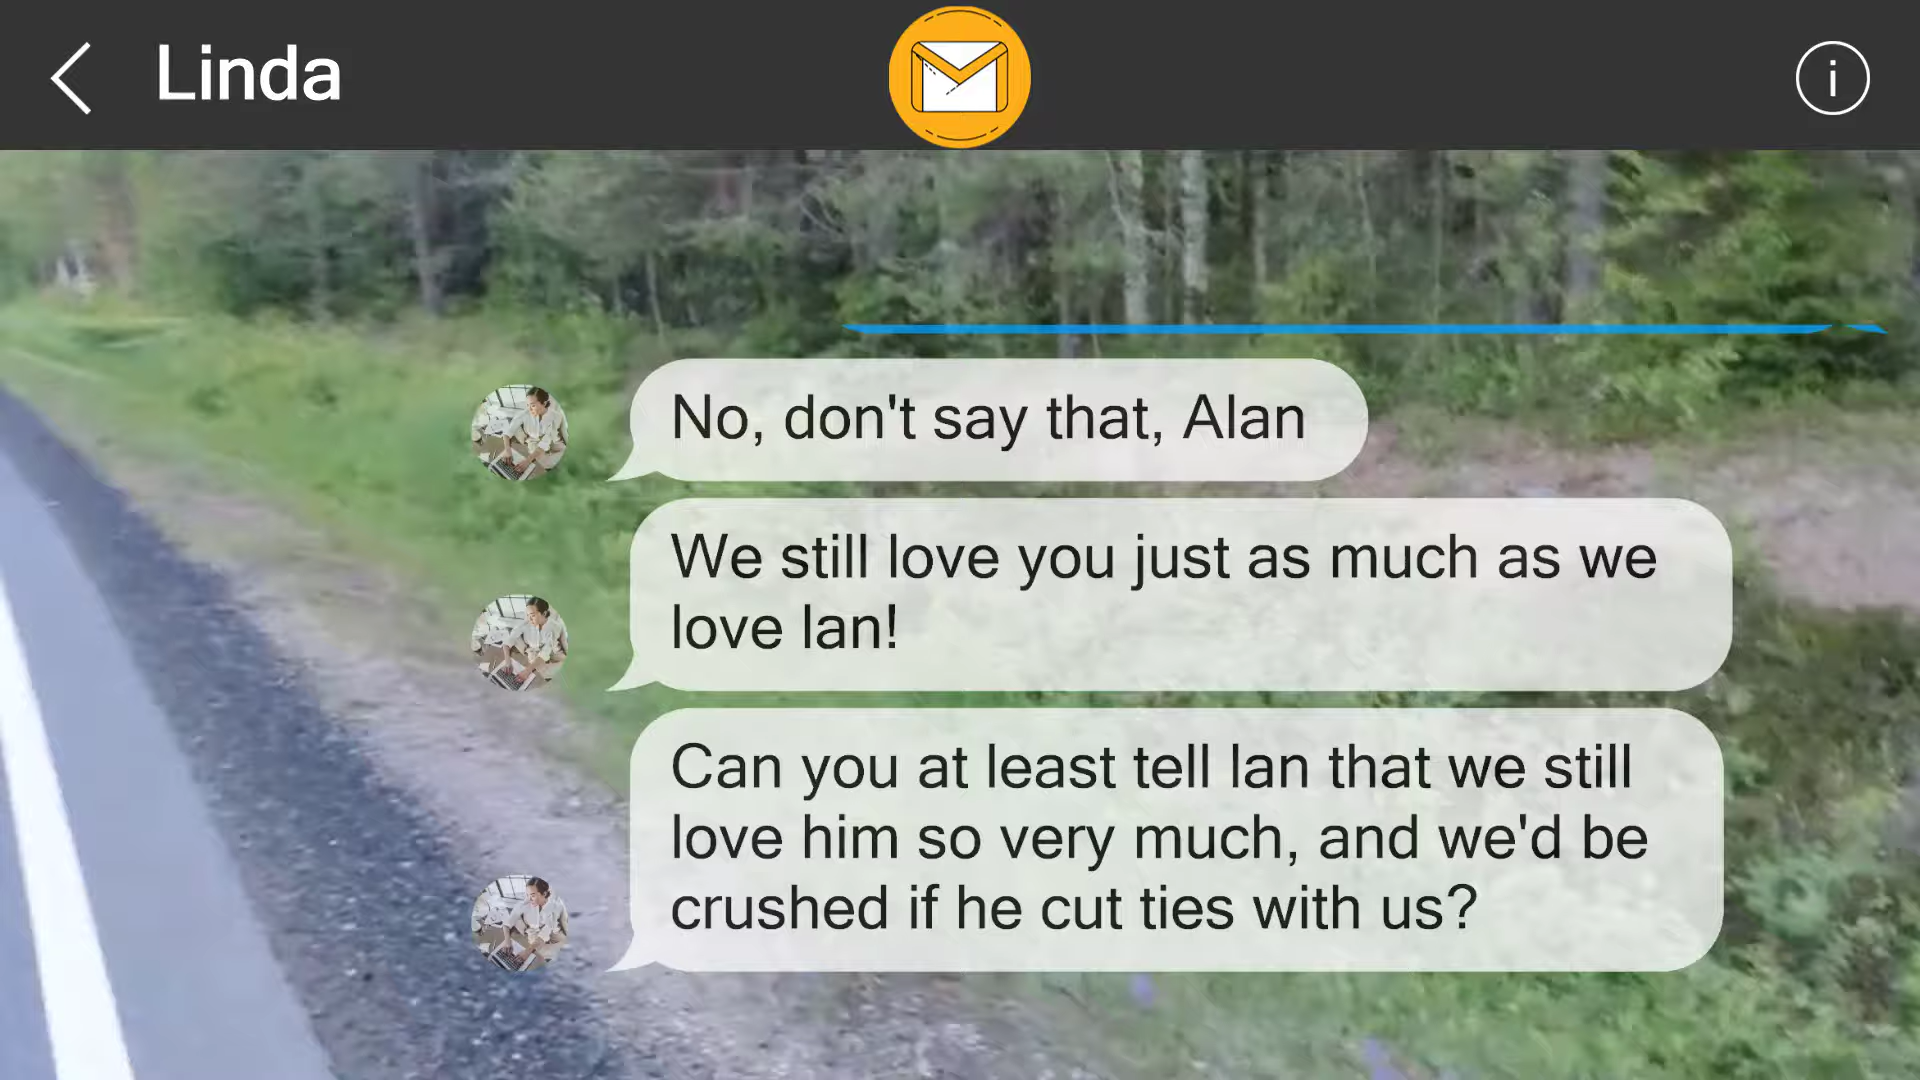 Linda
i
No, don't say that, Alan
We still love you just as much as we
love Ian!
Can you at least tell Ian that we still
love him so very much, and we'd be
crushed if he cut ties with us?